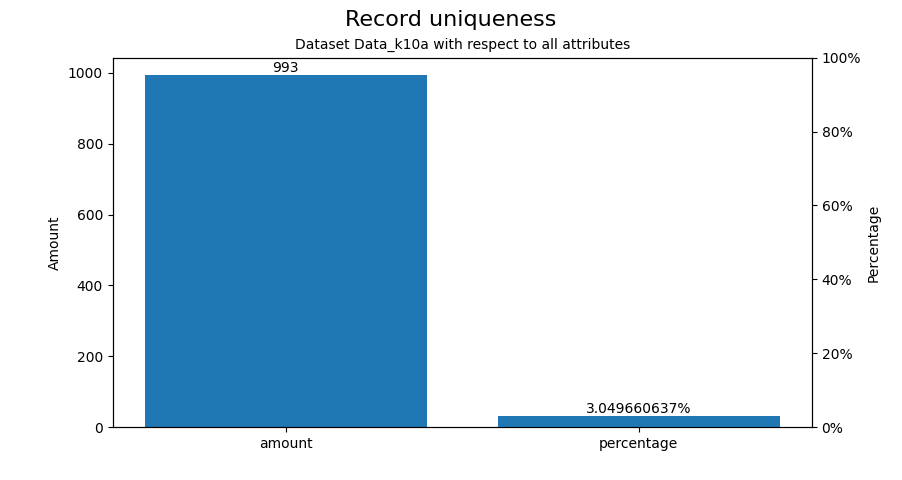 Record uniqueness
Dataset Data_k10a with respect to all attributes
993
3.049660637%
1000
800
600
400
200
0
Amount
100%
80%
60%
40%
20%
0%
Percentage
amount
percentage